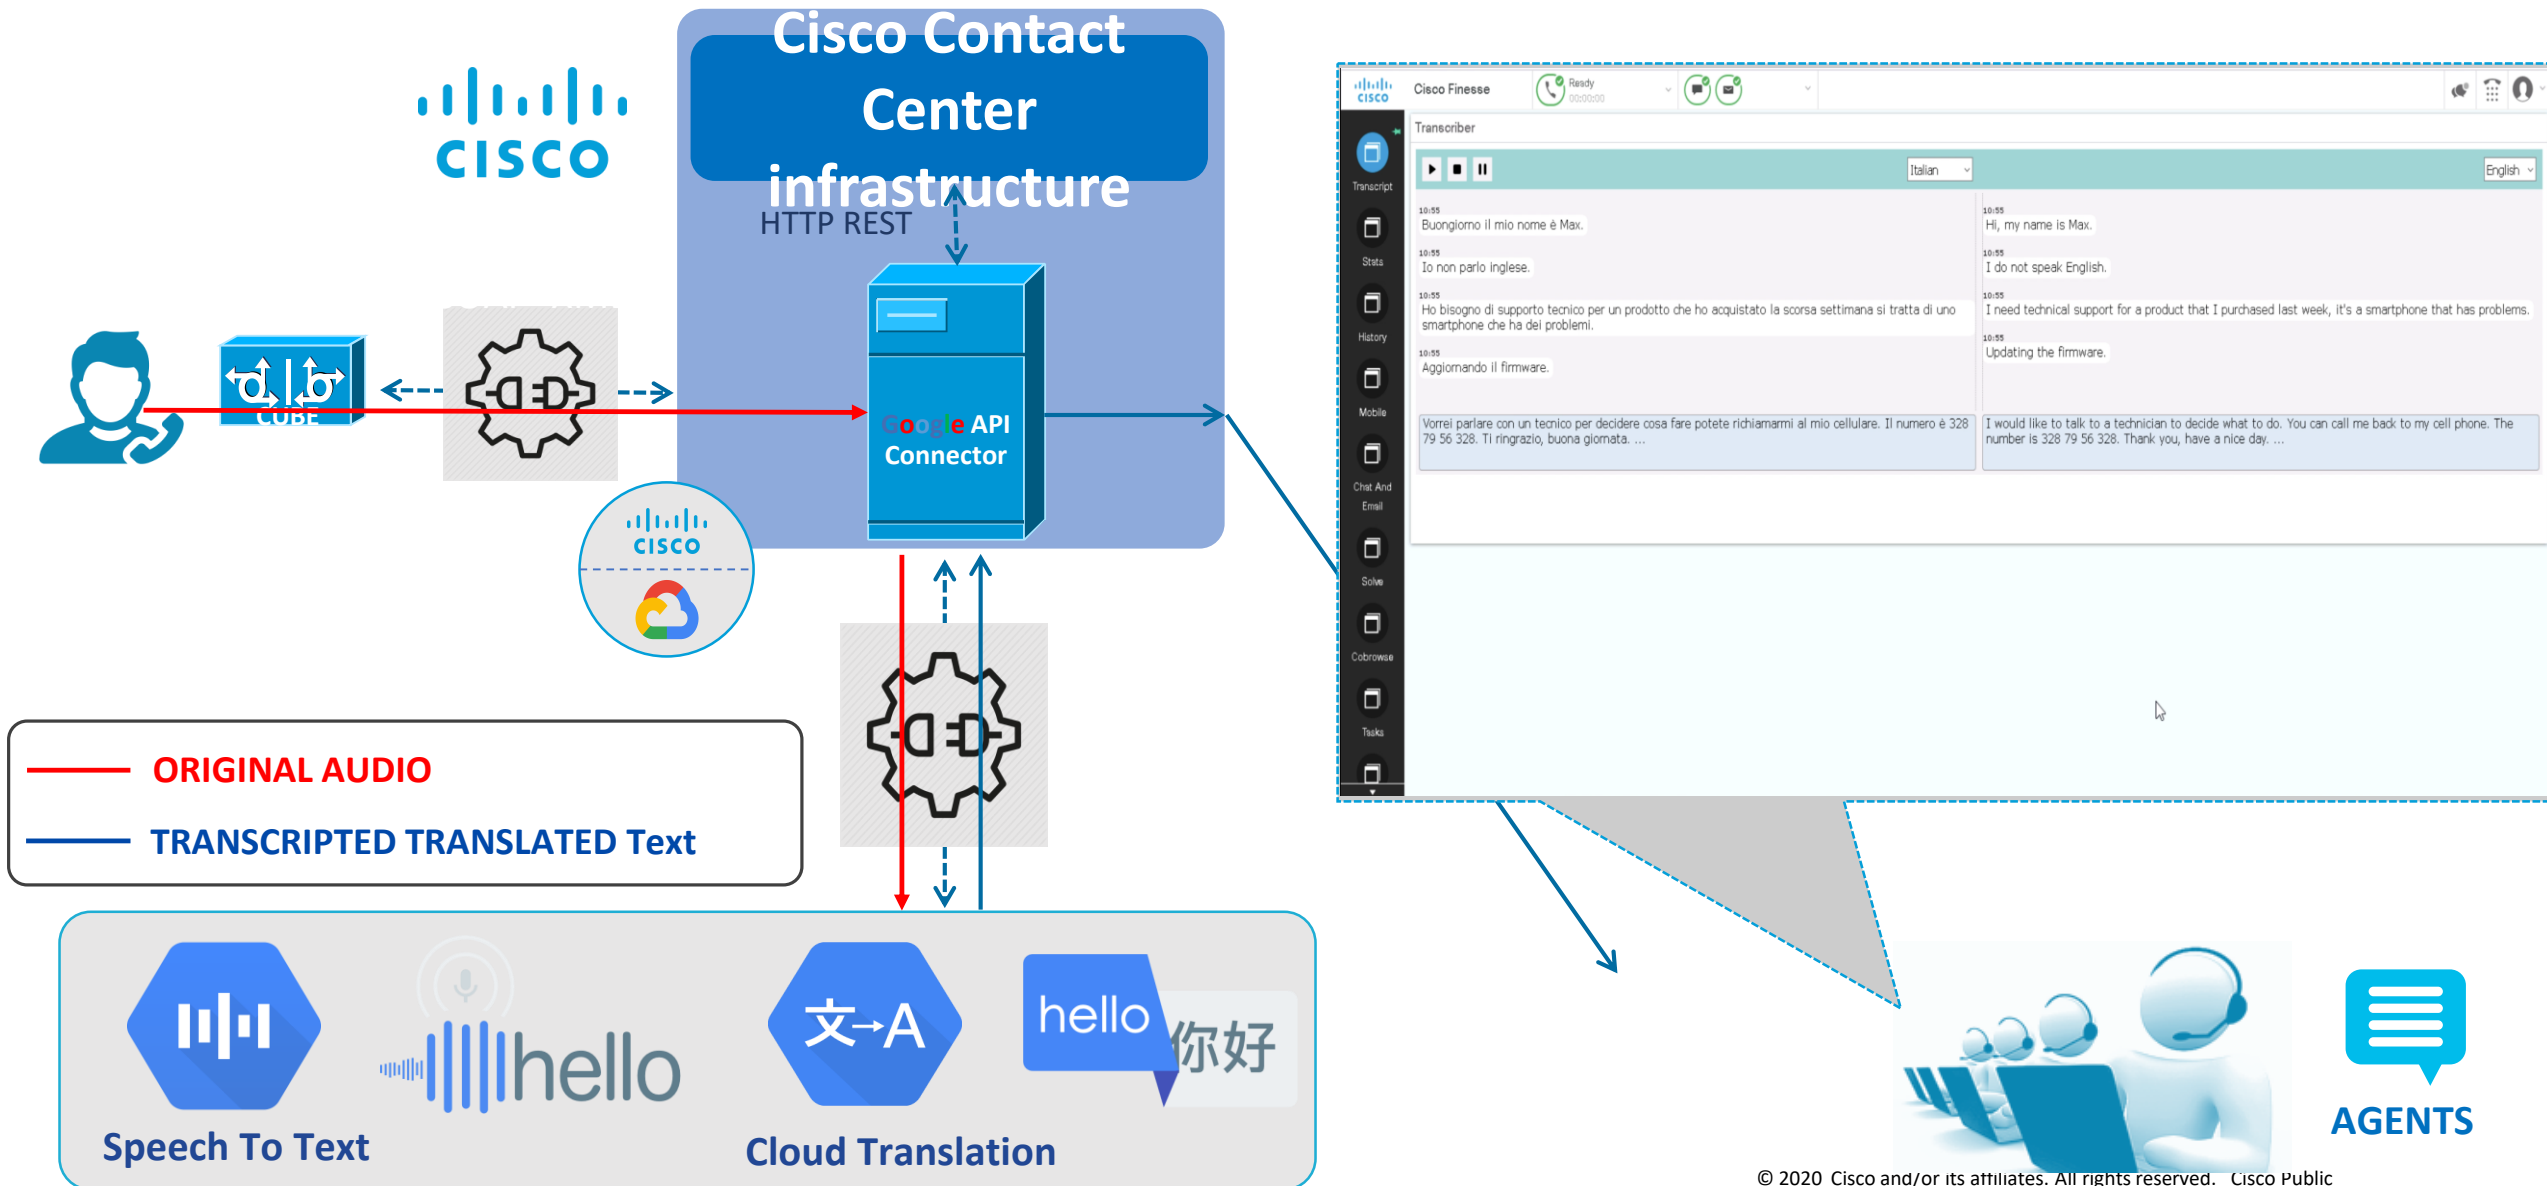 Cisco Contact
Center
infrastructure
CISCO
HTTP REST
CUBE
Google API
Connector
CISCO
ORIGINAL AUDIO
TRANSCRIPTED TRANSLATED Text
hello
文→A
hello
你好
Speech To Text
Cloud Translation
CISCO
Cisco Finesse
Ready
00:00:00
Transcriber
Italian
English
Transcript
Stats
History
Mobile
Chat And
Email
Solve
Cobrowse
Tasks
10:55
Buongiorno il mio nome è Max.
10:55
Io non parlo inglese.
10:55
Ho bisogno di supporto tecnico per un prodotto che ho acquistato la scorsa settimana si tratta di uno
smartphone che ha dei problemi.
10:55
Aggiornando il firmware.
Vorrei parlare con un tecnico per decidere cosa fare potete richiamarmi al mio cellulare. Il numero è 328
79 56 328. Ti ringrazio, buona giornata. ...
10:55
Hi, my name is Max.
10:55
I do not speak English.
10:55
I need technical support for a product that I purchased last week, it's a smartphone that has problems.
10:55
Updating the firmware.
I would like to talk to a technician to decide what to do. You can call me back to my cell phone. The
number is 328 79 56 328. Thank you, have a nice day. ...
AGENTS
© 2020 Cisco and/or its affiliates. All rights reserved. Cisco Public